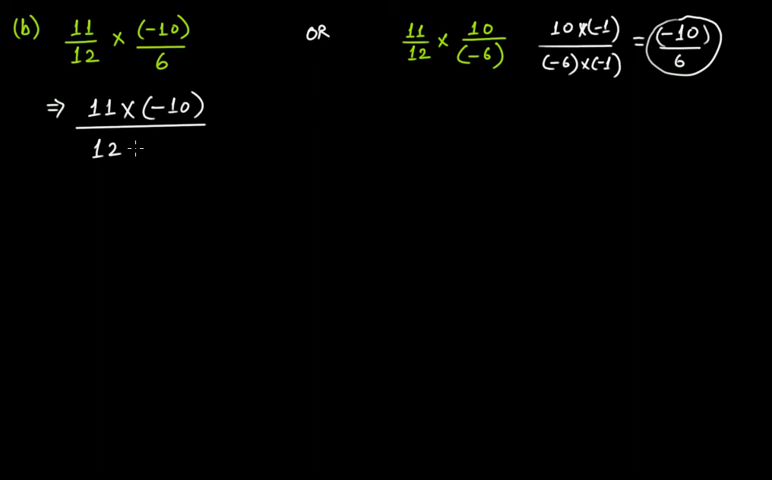 (b) 11/12 × (-10)/6 OR 11/12 × 10/(-6) 10×(-1)/(-6)×(-1) = (-10)/6
⇒ 11×(-10)
12